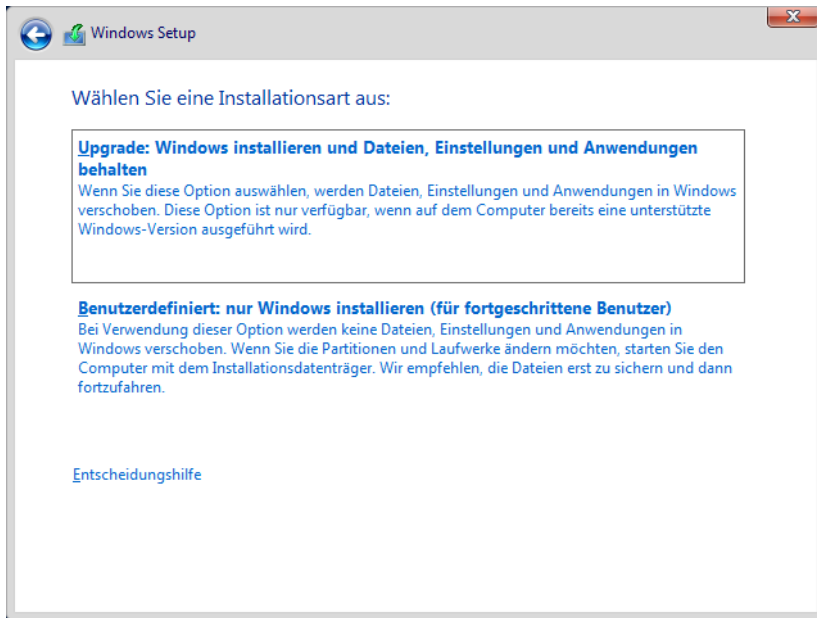 Windows Setup
Wählen Sie eine Installationsart aus:
Upgrade: Windows installieren und Dateien, Einstellungen und Anwendungen
behalten
Wenn Sie diese Option auswählen, werden Dateien, Einstellungen und Anwendungen in Windows
verschoben. Diese Option ist nur verfügbar, wenn auf dem Computer bereits eine unterstützte
Windows-Version ausgeführt wird.
Benutzerdefiniert: nur Windows installieren (für fortgeschrittene Benutzer)
Bei Verwendung dieser Option werden keine Dateien, Einstellungen und Anwendungen in
Windows verschoben. Wenn Sie die Partitionen und Laufwerke ändern möchten, starten Sie den
Computer mit dem Installationsdatenträger. Wir empfehlen, die Dateien erst zu sichern und dann
fortzufahren.
Entscheidungshilfe